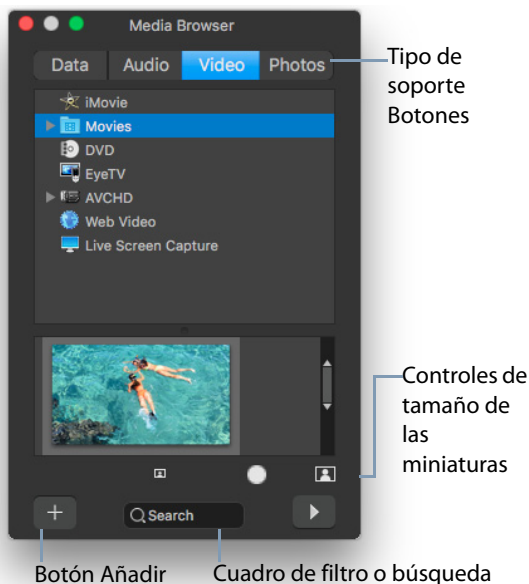 Media Browser
Data Audio Video Photos
Tipo de
soporte
Botones
iMovie
Movies
DVD
EyeTV
AVCHD
Web Video
Live Screen Capture
Controles de
tamaño de
las
miniaturas
Search
Botón Añadir
Cuadro de filtro o búsqueda